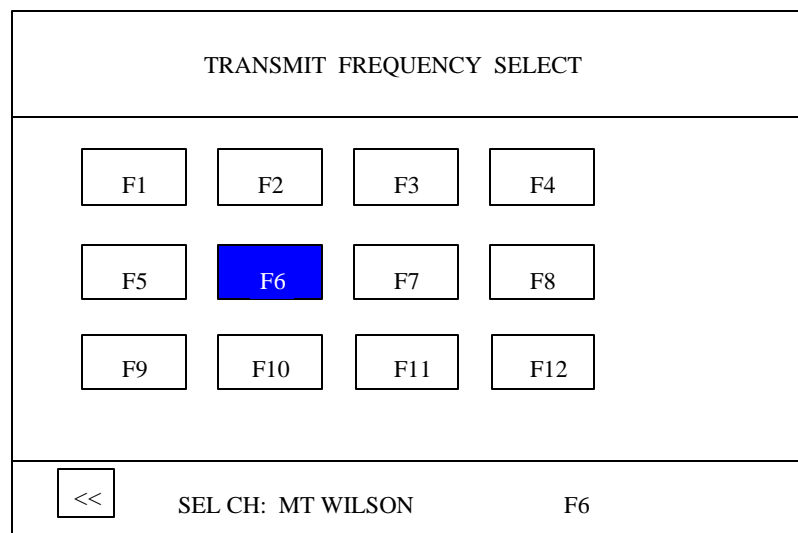 TRANSMIT FREQUENCY SELECT
F1 F2 F3 F4
F5 F6 F7 F8
F9 F10 F11 F12
<< SEL CH: MT WILSON F6